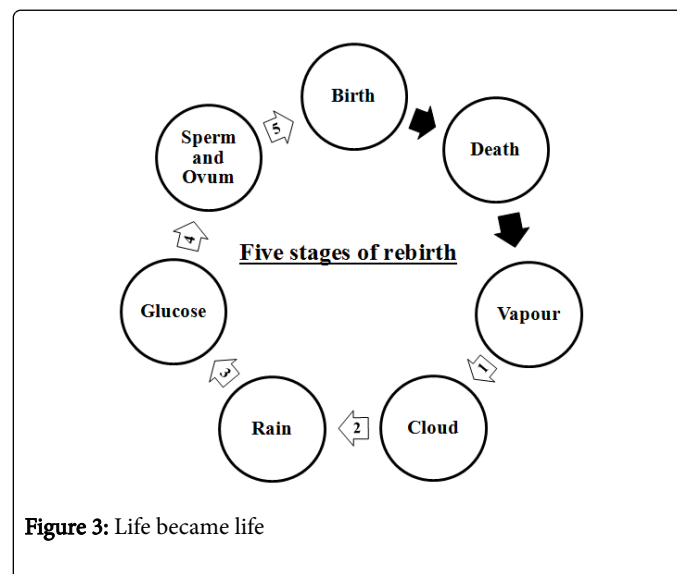 Birth
Death
Vapour
1
Cloud
2
Rain
3
Glucose
4
Sperm
and
Ovum
5
Five stages of rebirth
Figure 3: Life became life